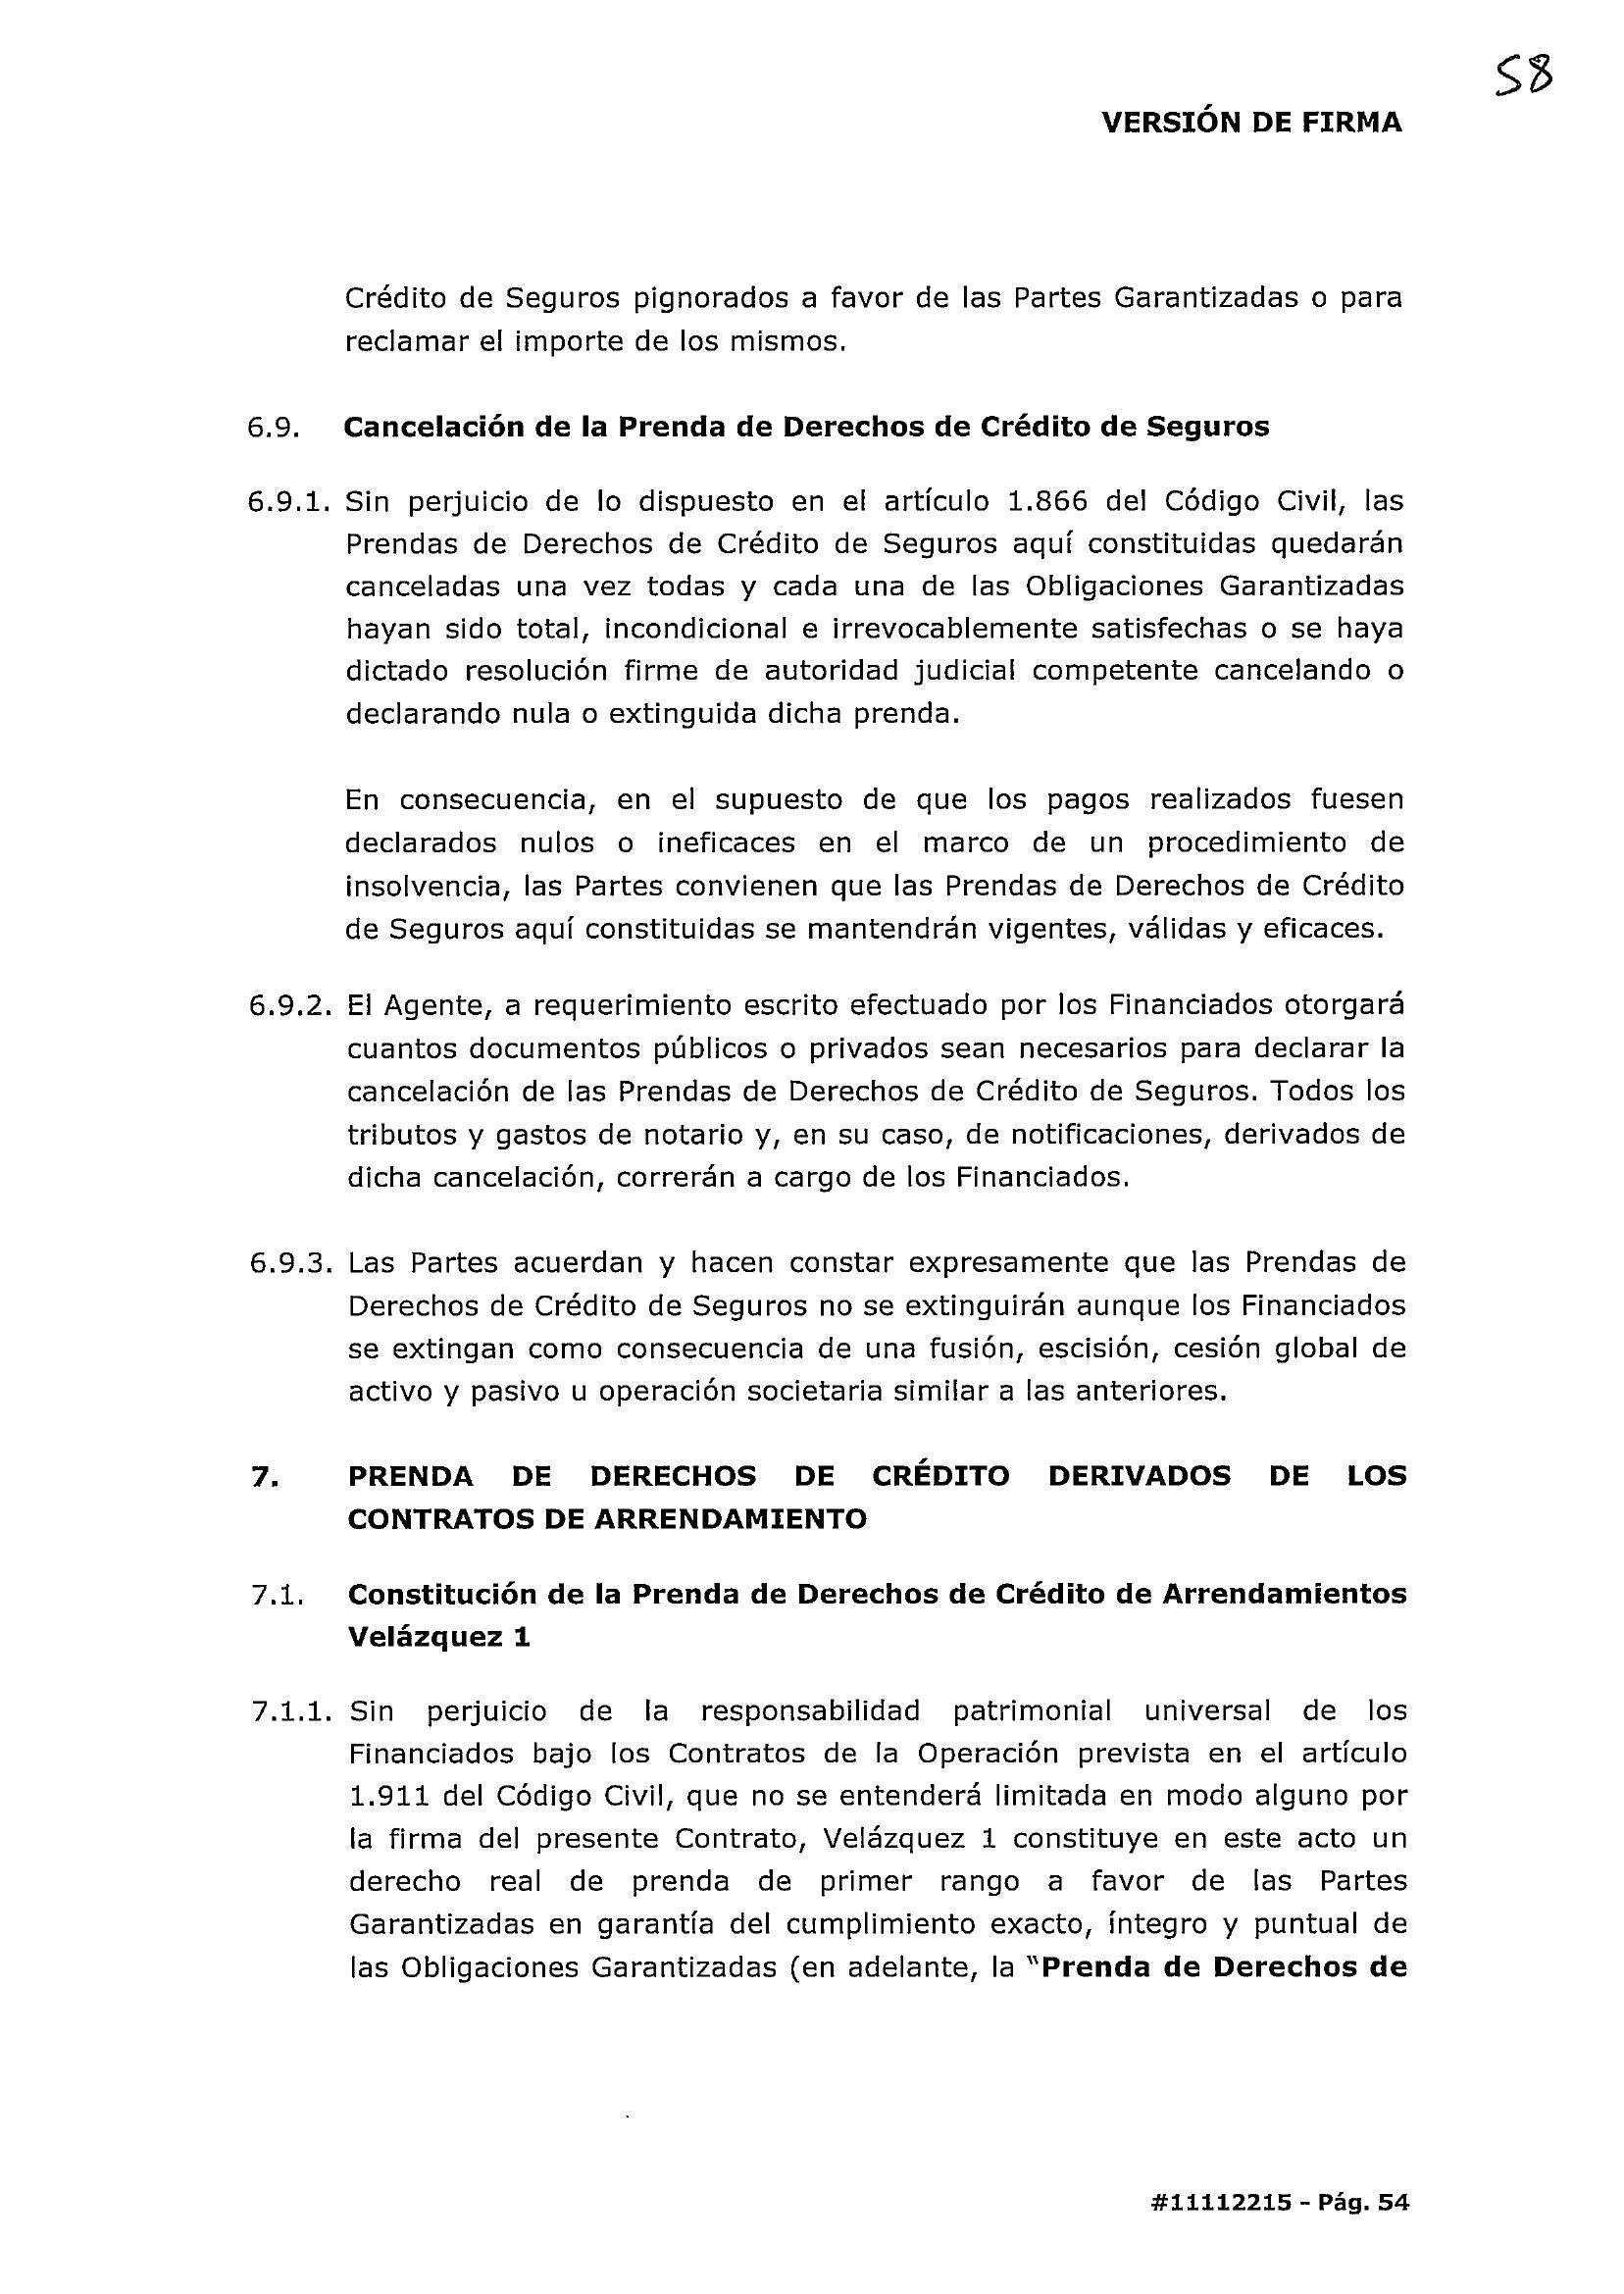 58
VERSIÓN DE FIRMA
Crédito de Seguros pignorados a favor de las Partes Garantizadas o para
reclamar el importe de los mismos.
6.9. Cancelación de la Prenda de Derechos de Crédito de Seguros
6.9.1. Sin perjuicio de lo dispuesto en el artículo 1.866 del Código Civil, las
Prendas de Derechos de Crédito de Seguros aquí constituidas quedarán
canceladas una vez todas y cada una de las Obligaciones Garantizadas
hayan sido total, incondicional e irrevocablemente satisfechas o se haya
dictado resolución firme de autoridad judicial competente cancelando o
declarando nula o extinguida dicha prenda.
En consecuencia, en el supuesto de que los pagos realizados fuesen
declarados nulos o ineficaces en el marco de un procedimiento de
insolvencia, las Partes convienen que las Prendas de Derechos de Crédito
de Seguros aquí constituidas se mantendrán vigentes, válidas y eficaces.
6.9.2. El Agente, a requerimiento escrito efectuado por los Financiados otorgará
cuantos documentos públicos o privados sean necesarios para declarar la
cancelación de las Prendas de Derechos de Crédito de Seguros. Todos los
tributos y gastos de notario y, en su caso, de notificaciones, derivados de
dicha cancelación, correrán a cargo de los Financiados.
6.9.3. Las Partes acuerdan y hacen constar expresamente que las Prendas de
Derechos de Crédito de Seguros no se extinguirán aunque los Financiados
se extingan como consecuencia de una fusión, escisión, cesión global de
activo y pasivo u operación societaria similar a las anteriores.
7. PRENDA DE DERECHOS DE CRÉDITO DERIVADOS DE LOS
CONTRATOS DE ARRENDAMIENTO
7.1. Constitución de la Prenda de Derechos de Crédito de Arrendamientos
Velázquez 1
7.1.1. Sin perjuicio de la responsabilidad patrimonial universal de los
Financiados bajo los Contratos de la Operación prevista en el artículo
1.911 del Código Civil, que no se entenderá limitada en modo alguno por
la firma del presente Contrato, Velázquez 1 constituye en este acto un
derecho real de prenda de primer rango a favor de las Partes
Garantizadas en garantía del cumplimiento exacto, íntegro y puntual de
las Obligaciones Garantizadas (en adelante, la "Prenda de Derechos de
#11112215 - Pág. 54